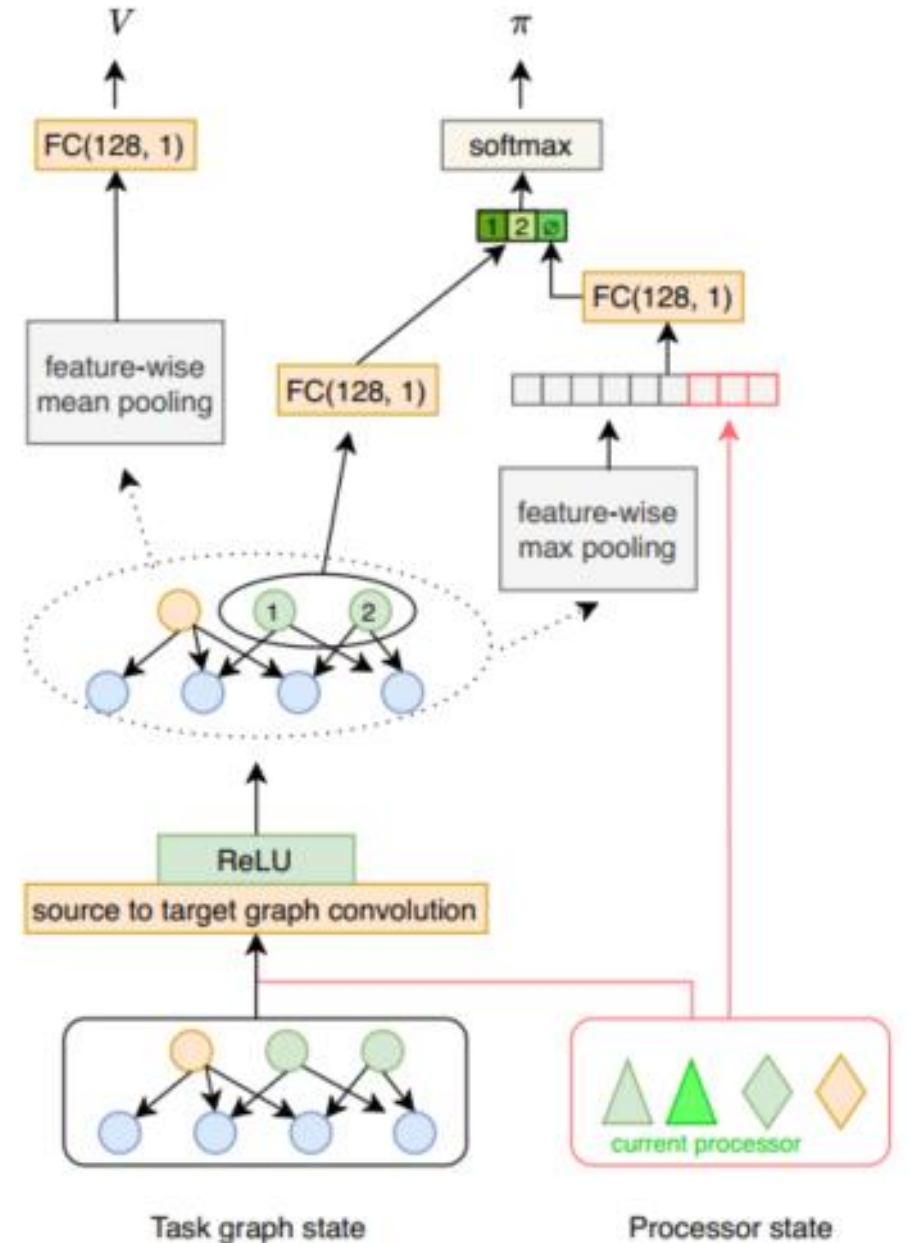 V
π
FC(128, 1)
softmax
1 2 ∅
FC(128, 1)
feature-wise
mean pooling
FC(128, 1)
feature-wise
max pooling
1
2
ReLU
source to target graph convolution
current processor
Task graph state
Processor state